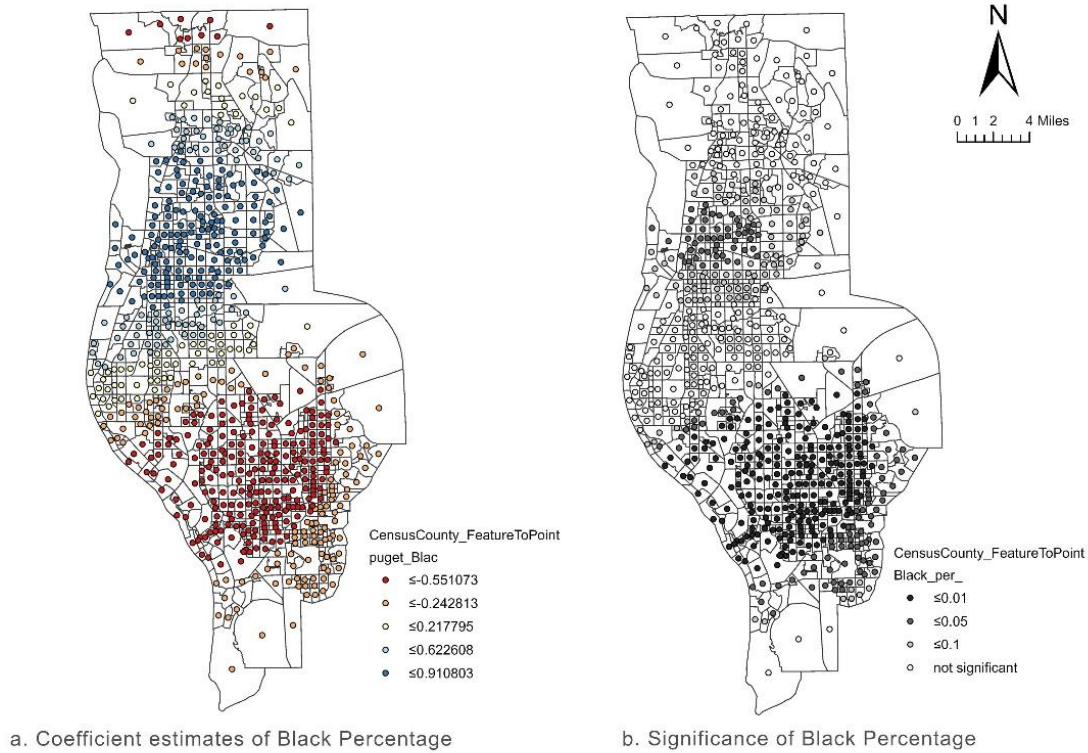 N
0 1 2 4 Miles
CensusCounty_FeatureToPoint
puget_Blac
≤-0.551073
≤-0.242813
≤0.217795
≤0.622608
≤0.910803
CensusCounty_FeatureToPoint
Black_per_
≤0.01
≤0.05
≤0.1
not significant
a. Coefficient estimates of Black Percentage
b. Significance of Black Percentage